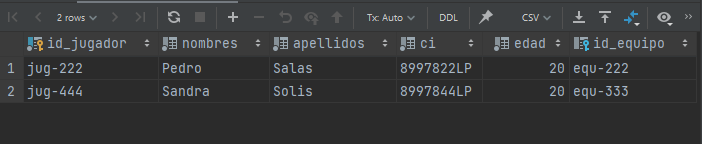 2 rows Tx: Auto DDL CSV
id_jugador nombres apellidos ci edad id_equipo
1 jug-222 Pedro Salas 8997822LP 20 equ-222
2 jug-444 Sandra Solis 8997844LP 20 equ-333